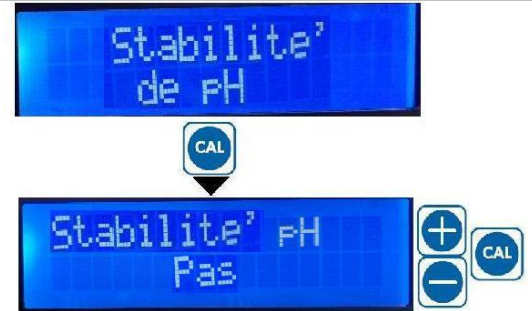 Stabilite’
de pH
CAL
Stabilite’ pH
Pas
CAL